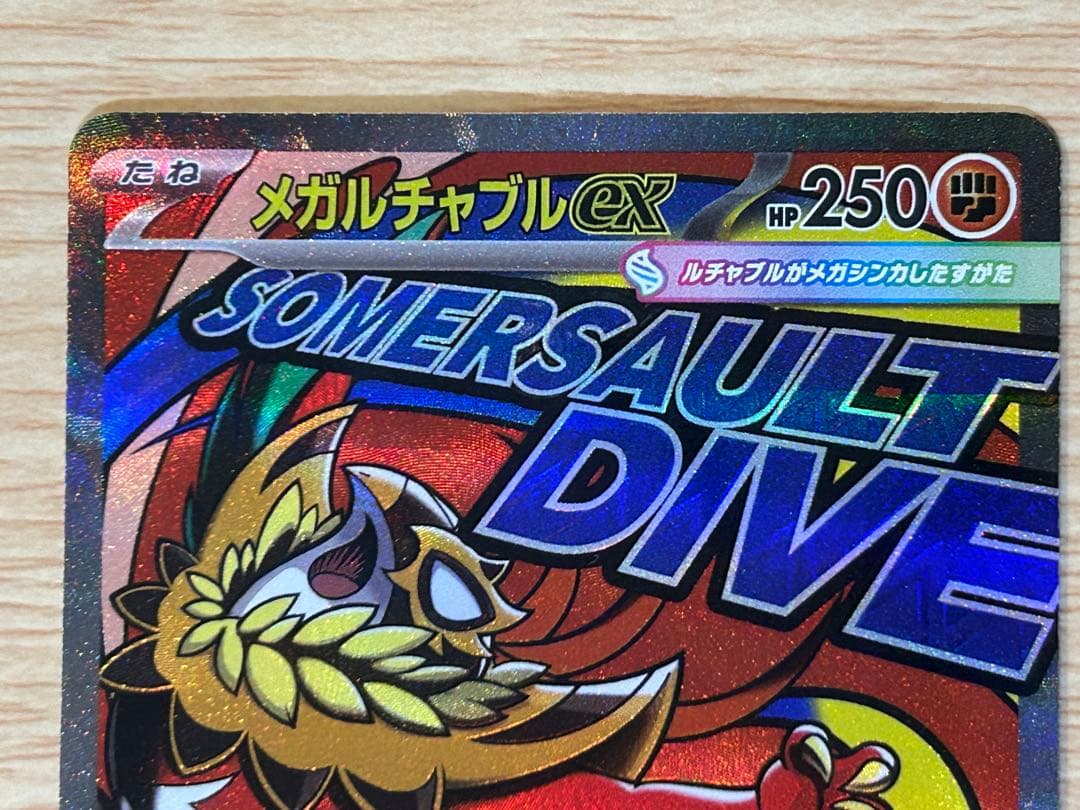 たね
メガルチャブルex
HP250
ルチャブルがメガシンカしたすがた
SOMERSAULT
DIVE